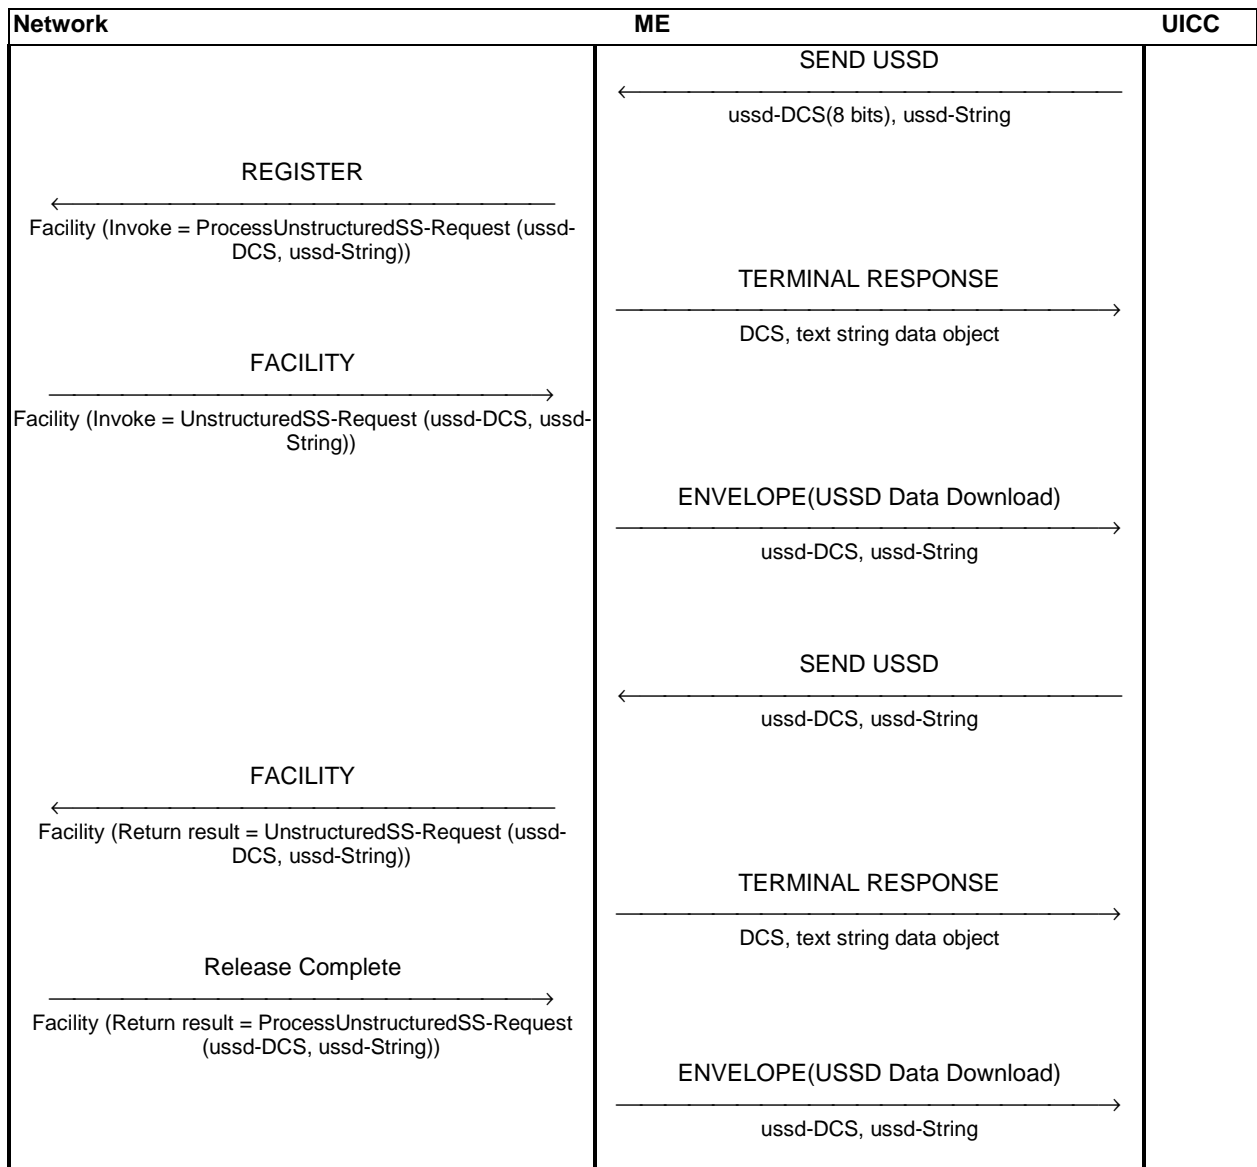 Network ME UICC
SEND USSD
ussd-DCS(8 bits), ussd-String
REGISTER
Facility (Invoke = ProcessUnstructuredSS-Request (ussd-
DCS, ussd-String))
TERMINAL RESPONSE
DCS, text string data object
FACILITY
Facility (Invoke = UnstructuredSS-Request (ussd-DCS, ussd-
String))
ENVELOPE(USSD Data Download)
ussd-DCS, ussd-String
SEND USSD
ussd-DCS, ussd-String
FACILITY
Facility (Return result = UnstructuredSS-Request (ussd-
DCS, ussd-String))
TERMINAL RESPONSE
DCS, text string data object
Release Complete
Facility (Return result = ProcessUnstructuredSS-Request
(ussd-DCS, ussd-String))
ENVELOPE(USSD Data Download)
ussd-DCS, ussd-String